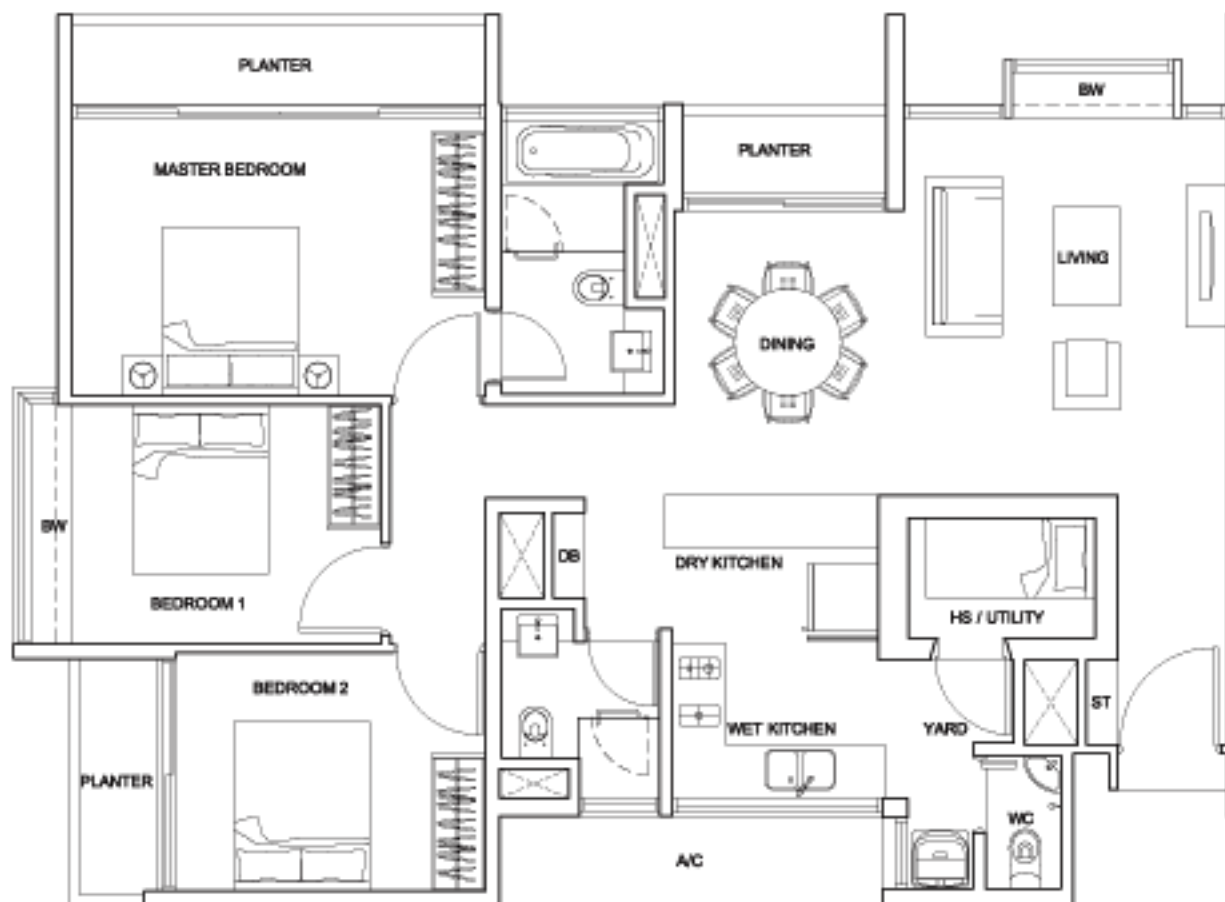 PLANTER
BW
MASTER BEDROOM
PLANTER
LIVING
DINING
BW
DB
DRY KITCHEN
BEDROOM 1
HS / UTILITY
BEDROOM 2
ST
WET KITCHEN
YARD
PLANTER
WC
A/C